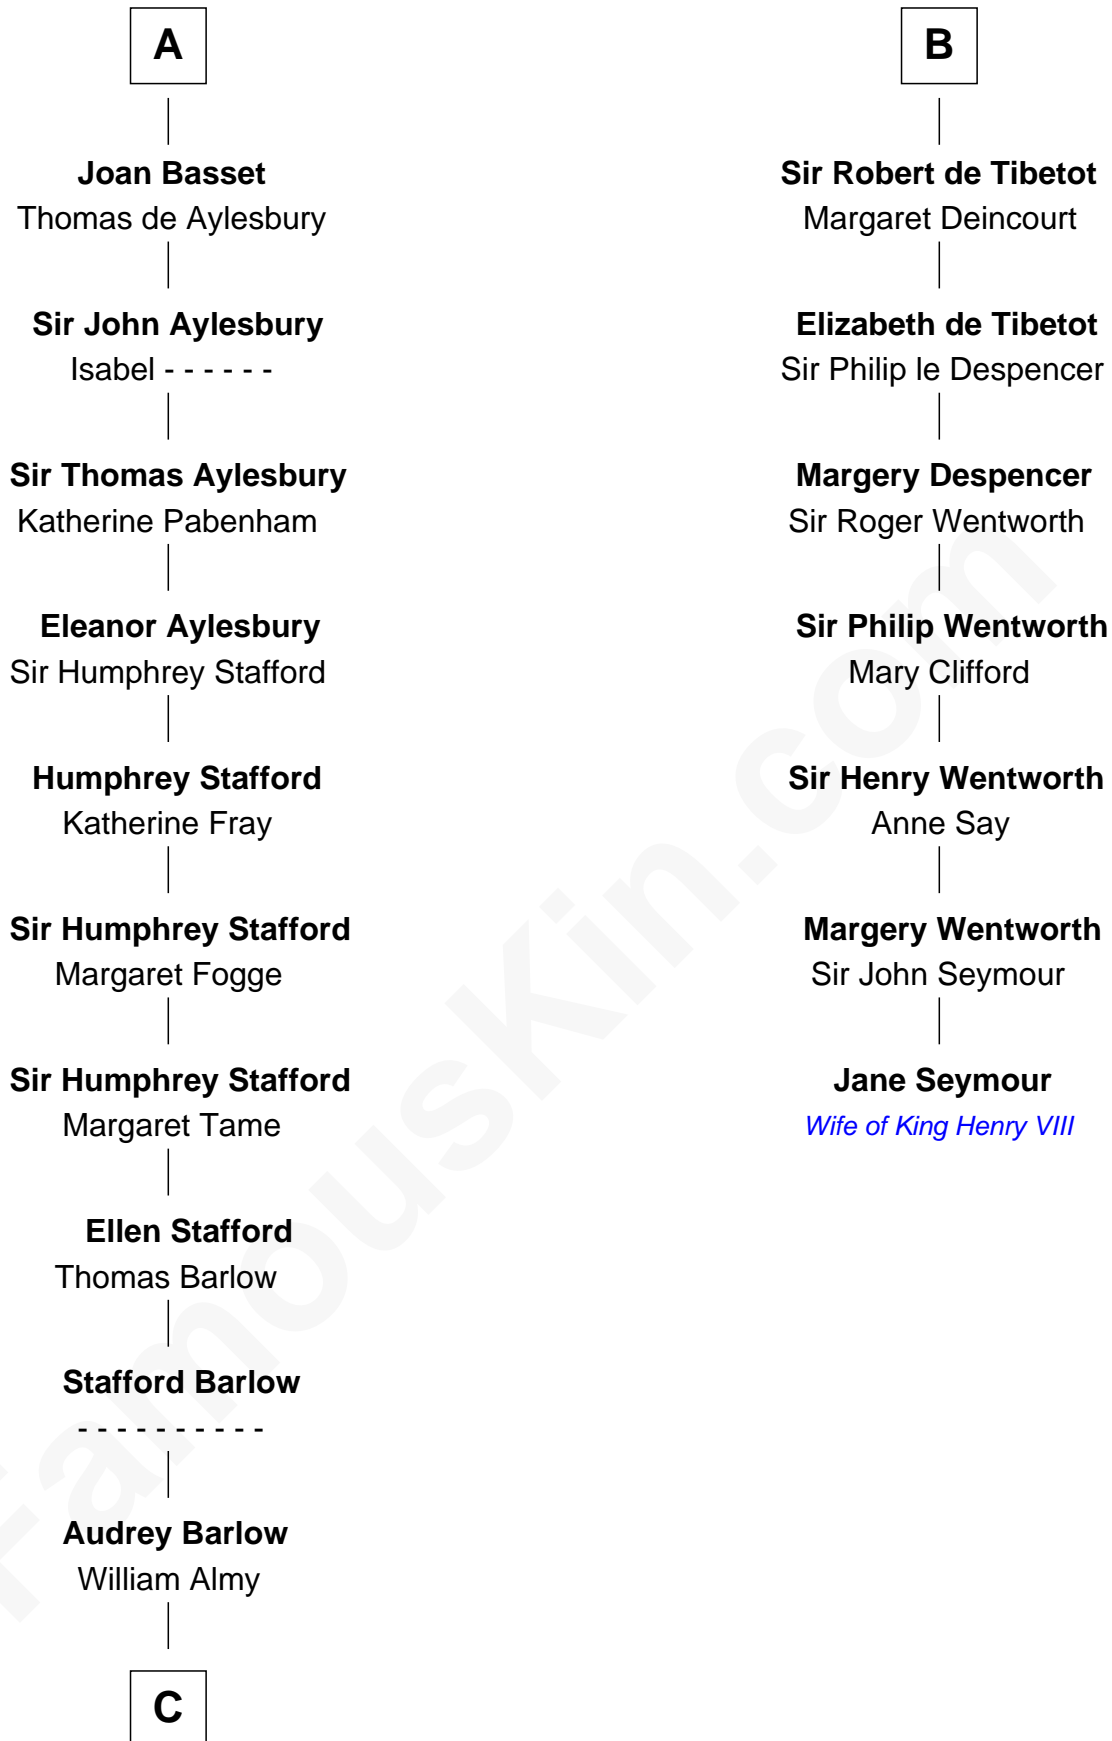 A
Joan Basset
Thomas de Aylesbury
Sir John Aylesbury
Isabel - - - - - -
Sir Thomas Aylesbury
Katherine Pabenham
Eleanor Aylesbury
Sir Humphrey Stafford
Humphrey Stafford
Katherine Fray
Sir Humphrey Stafford
Margaret Fogge
Sir Humphrey Stafford
Margaret Tame
Ellen Stafford
Thomas Barlow
Stafford Barlow
- - - - - - - - - -
Audrey Barlow
William Almy
C
B
Sir Robert de Tibetot
Margaret Deincourt
Elizabeth de Tibetot
Sir Philip le Despencer
Margery Despencer
Sir Roger Wentworth
Sir Philip Wentworth
Mary Clifford
Sir Henry Wentworth
Anne Say
Margery Wentworth
Sir John Seymour
Jane Seymour
Wife of King Henry VIII
FamousKin.com